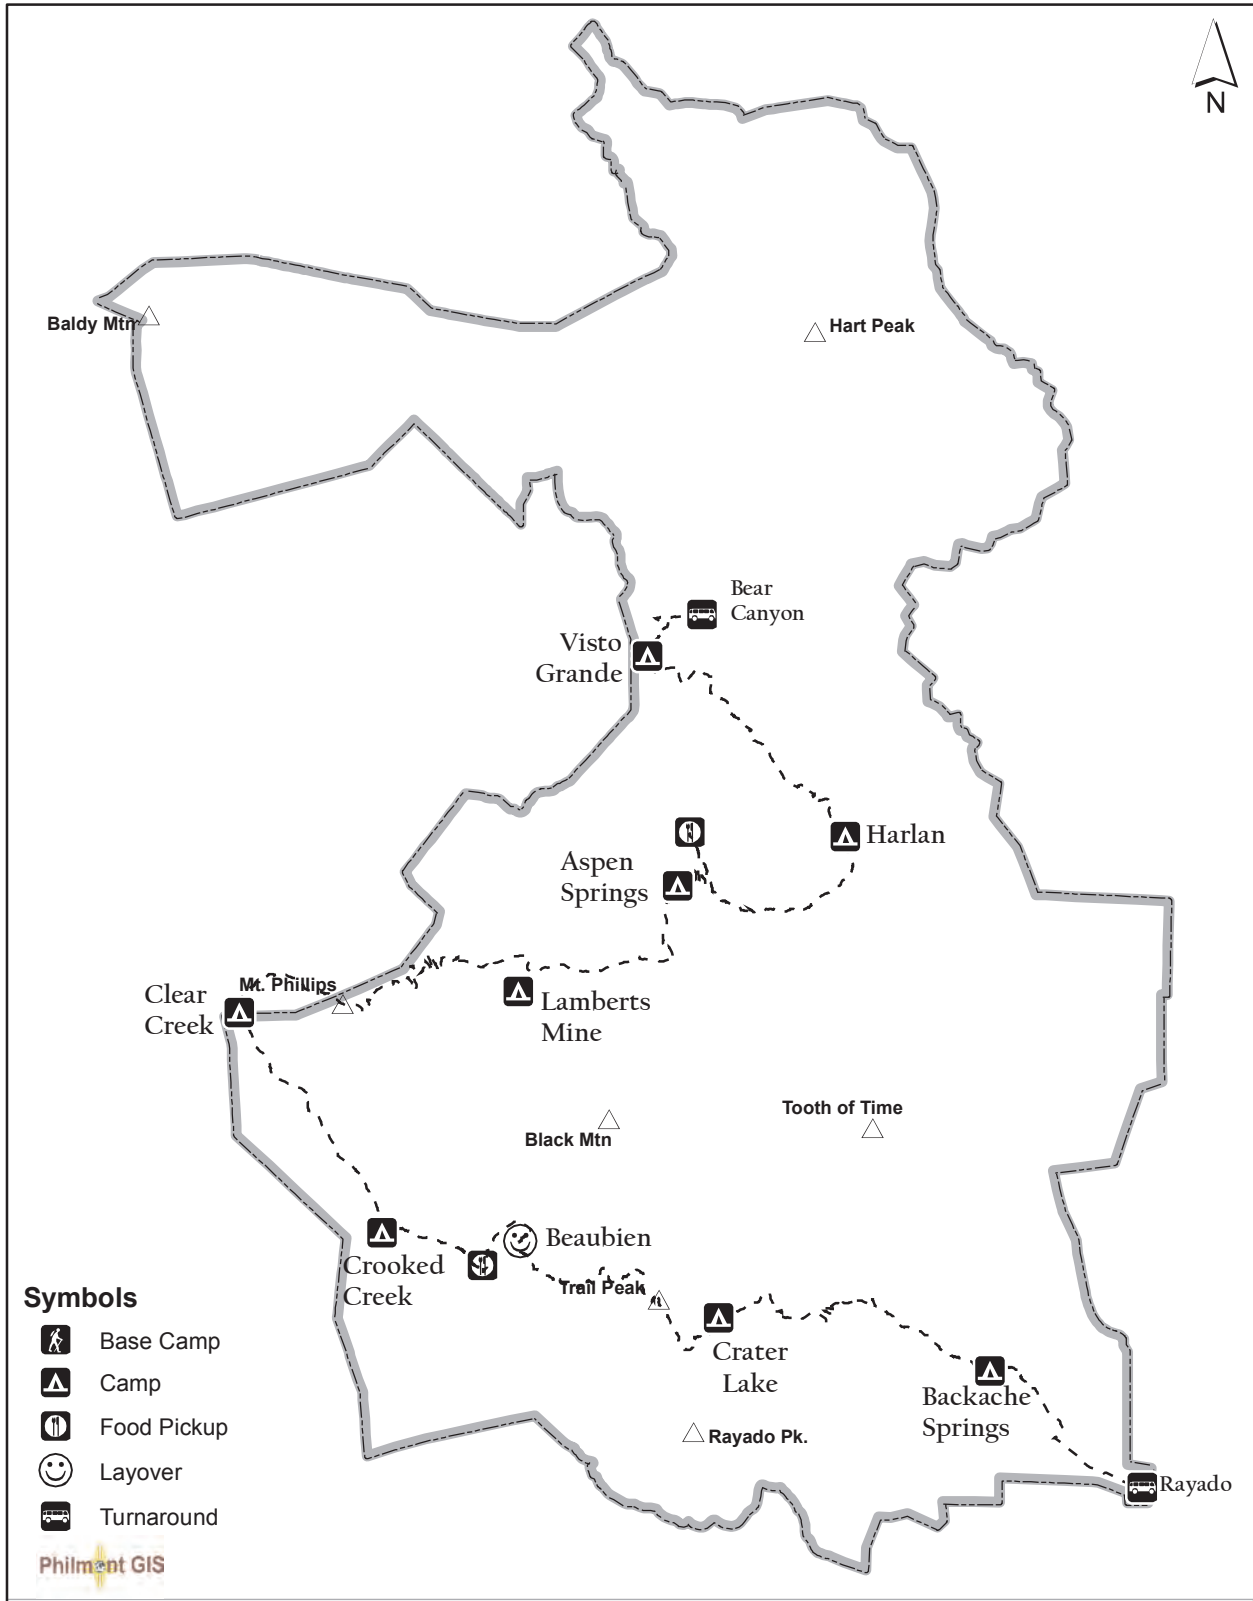 N
Baldy Mtn
Hart Peak
Bear
Canyon
Visto
Grande
Harlan
Aspen
Springs
Mt. Phillips
Clear
Creek
Lamberts
Mine
Tooth of Time
Black Mtn
Beaubien
Crooked
Creek
Trail Peak
Crater
Lake
Backache
Springs
Rayado Pk.
Rayado
Symbols
Base Camp
Camp
Food Pickup
Layover
Turnaround
Philmont GIS